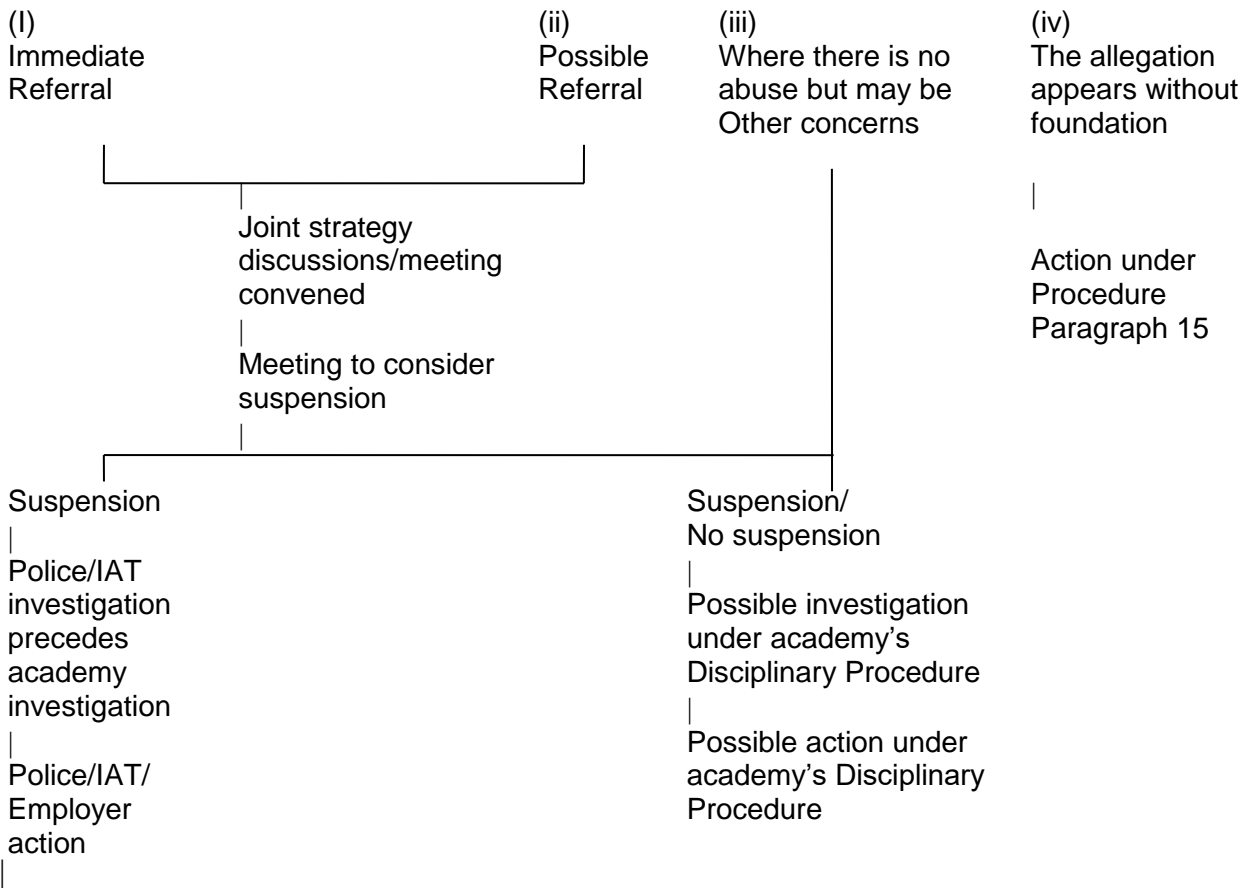 (I)
Immediate
Referral
(ii)
Possible
Referral
(iii)
Where there is no
abuse but may be
Other concerns
(iv)
The allegation
appears without
foundation
Joint strategy
discussions/meeting
convened
Meeting to consider
suspension
Action under
Procedure
Paragraph 15
Suspension
Police/IAT
investigation
precedes
academy
investigation
Police/IAT/
Employer
action
Suspension/
No suspension
Possible investigation
under academy’s
Disciplinary Procedure
Possible action under
academy’s Disciplinary
Procedure